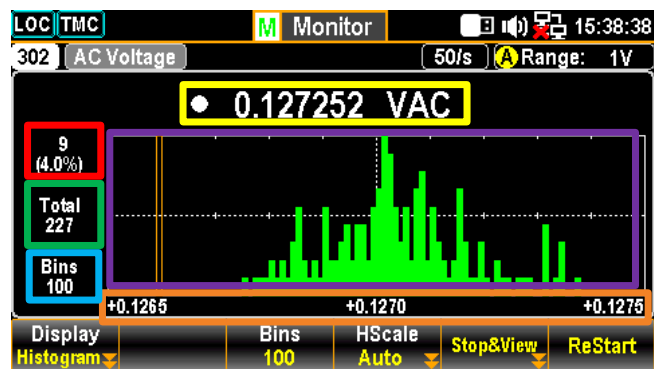 LOC TMC M Monitor 15:38:38
302 AC Voltage 50/s A Range: 1V
0.127252 VAC
9
(4.0%)
Total
227
Bins
100
+0.1265 +0.1270 +0.1275
Display Bins HScale Stop&View ReStart
Histogram 100 Auto